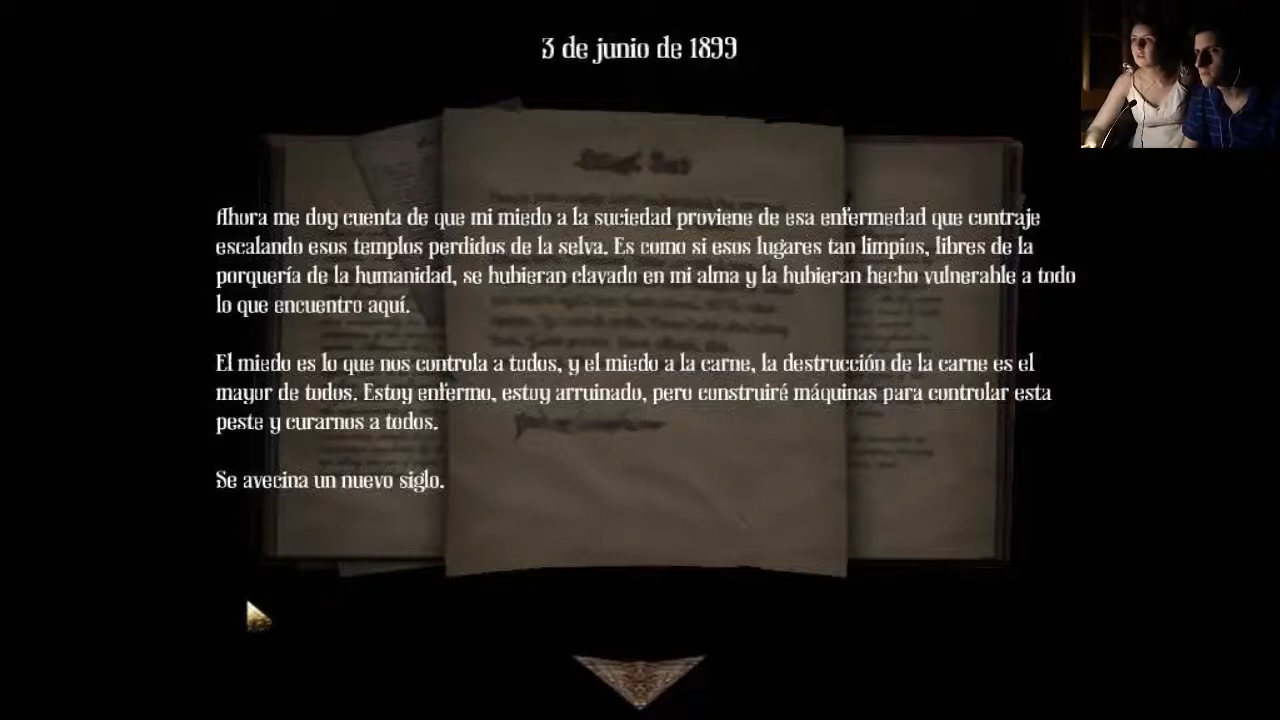 3 de junio de 1899
Ahora me doy cuenta de que mi miedo a la suciedad proviene de esa enfermedad que contraje
escalando esos templos perdidos de la selva. Es como si esos lugares tan limpios, libres de la
porquería de la humanidad, se hubieran clavado en mi alma y la hubieran hecho vulnerable a todo
lo que encuentro aquí.
El miedo es lo que nos controla a todos, y el miedo a la carne, la destrucción de la carne es el
mayor de todos. Estoy enfermo, estoy arruinado, pero construiré máquinas para controlar esta
peste y curarnos a todos.
Se avecina un nuevo siglo.